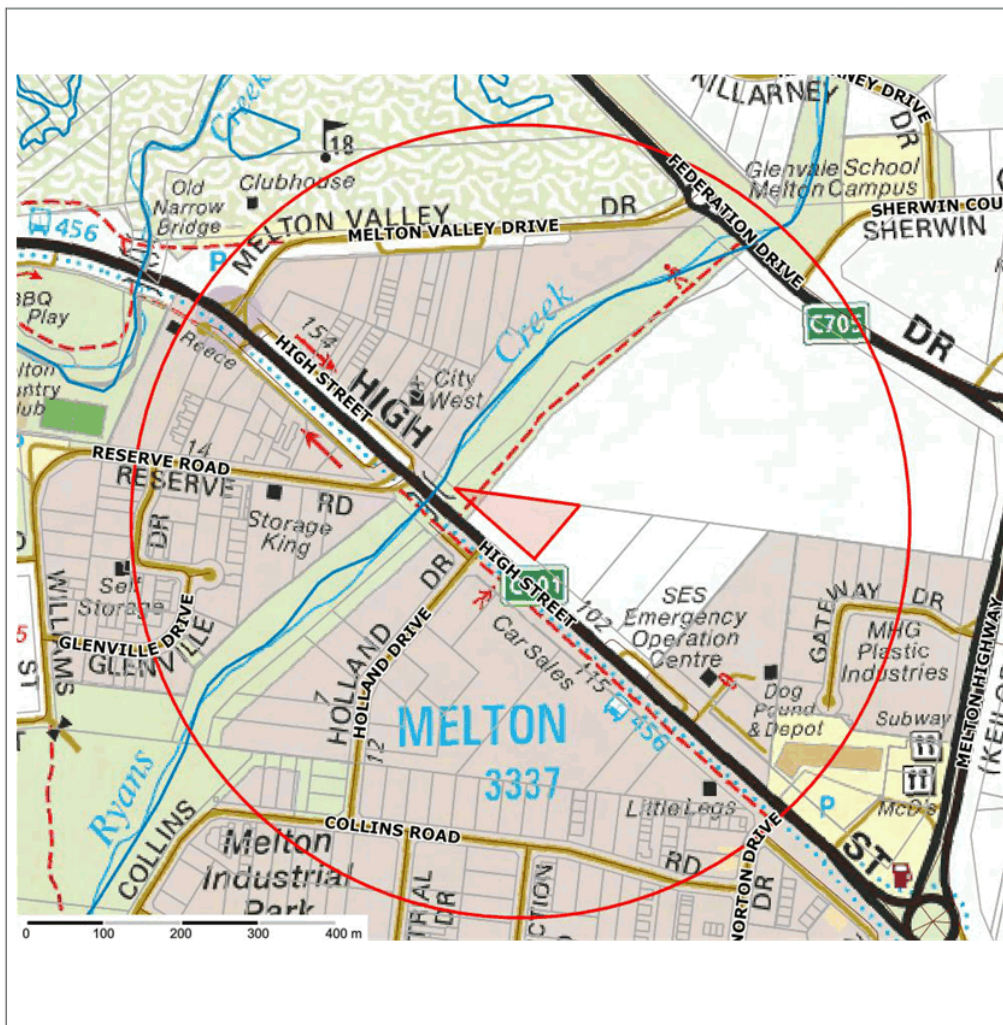 Creek
KILLARNEY
DRIVE
DR
18
Clubhouse
Old
Narrow
Bridge
456
P
MELTON VALLEY
DR
MELTON VALLEY DRIVE
FEDERATION DRIVE
Glenvale School
Melton Campus
SHERWIN COU
SHERWIN
BBQ
Play
Reece
154
HIGH STREET
HIGH
City
West
Creek
C705
DR
14
RESERVE ROAD
RESERVE
RD
Storage
King
DR
Self
Storage
WILLIAMS
ST
GLENVILLE DRIVE
GLENVILLE
DR
HOLLAND
HOLLAND DRIVE
7
12
HIGH STREET
Car Sales
102
115
SES
Emergency
Operation
Centre
GATEWAY
DR
MHG
Plastic
Industries
Dog
Pound
& Depot
Subway
MELTON HIGHWAY
McD's
P
456
MELTON
3337
Little Legs
Ryans
COLLINS
COLLINS ROAD
RD
Melton
Industrial
Park
DR
NORTON DRIVE
DR
ST
0 100 200 300 400 m